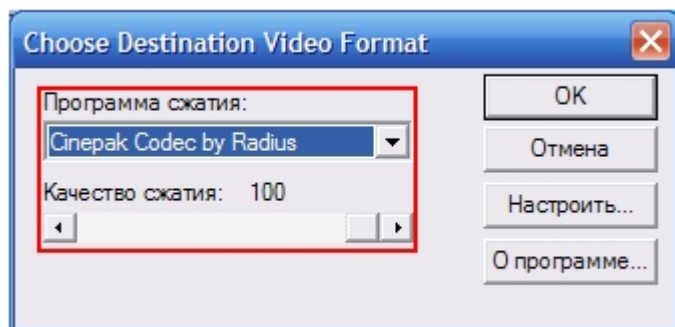 Choose Destination Video Format
Программа сжатия:
Cinepak Codec by Radius
Качество сжатия: 100
OK
Отмена
Настроить...
О программе...